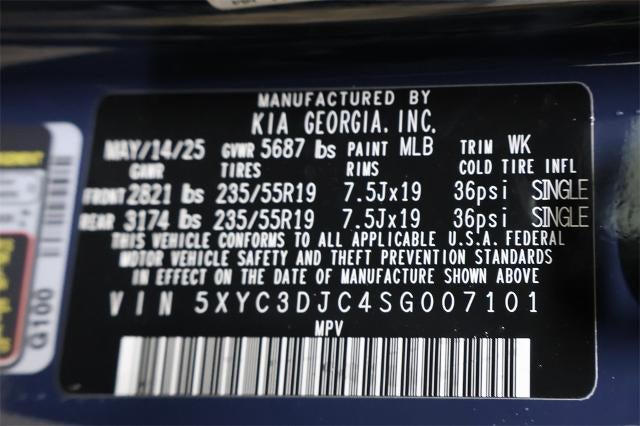 MANUFACTURED BY
KIA GEORGIA, INC.
MAY/14/25 GVWR 5687 lbs PAINT MLB TRIM WK
GAWR TIRES RIMS COLD TIRE INFL
FRONT 2821 lbs 235/55R19 7.5Jx19 36psi SINGLE
REAR 3174 lbs 235/55R19 7.5Jx19 36psi SINGLE
THIS VEHICLE CONFORMS TO ALL APPLICABLE U.S.A. FEDERAL
MOTOR VEHICLE SAFETY AND THEFT PREVENTION STANDARDS
IN EFFECT ON THE DATE OF MANUFACTURE SHOWN ABOVE
VIN 5XYC3DJC4SG007101
MPV
G100